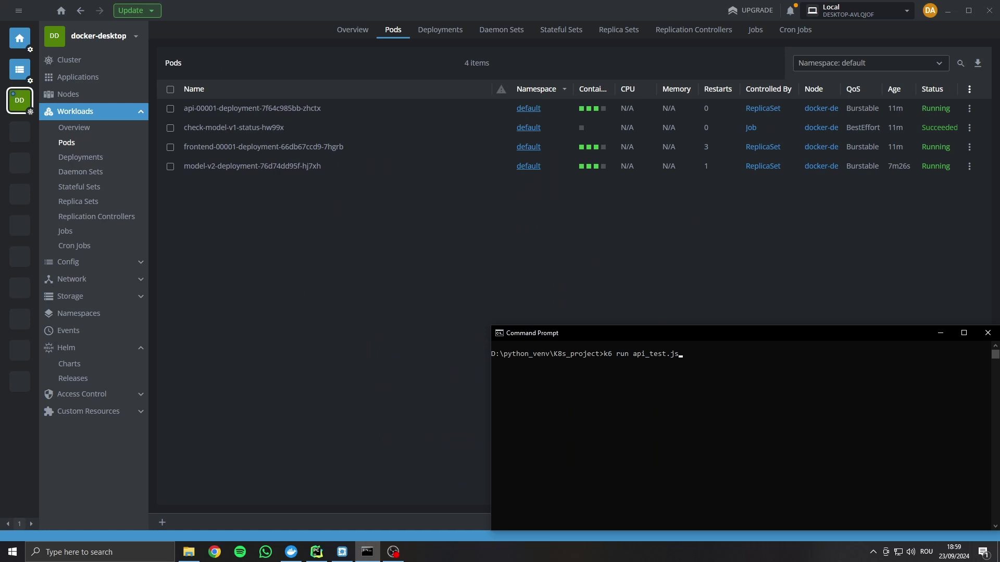 Update
UPGRADE
Local
DESKTOP-AVLQJOF
DA
DD
docker-desktop
Overview
Pods
Deployments
Daemon Sets
Stateful Sets
Replica Sets
Replication Controllers
Jobs
Cron Jobs
DD
Cluster
Applications
Nodes
Workloads
Overview
Pods
Deployments
Daemon Sets
Stateful Sets
Replica Sets
Replication Controllers
Jobs
Cron Jobs
Config
Network
Storage
Namespaces
Events
HELM Helm
Charts
Releases
Access Control
Custom Resources
1
Pods 4 items Namespace: default
Name Namespace Contai... CPU Memory Restarts Controlled By Node QoS Age Status
api-00001-deployment-7f64c985bb-zhctx default N/A N/A 0 ReplicaSet docker-de Burstable 11m Running
check-model-v1-status-hw99x default N/A N/A 0 Job docker-de BestEffort 11m Succeeded
frontend-00001-deployment-66db67ccd9-7hgrb default N/A N/A 3 ReplicaSet docker-de Burstable 11m Running
model-v2-deployment-76d74dd95f-hj7xh default N/A N/A 1 ReplicaSet docker-de Burstable 7m26s Running
C:\. Command Prompt
D:\python_venv\K8s_project>k6 run api_test.js
Type here to search
PC
ROU
18:59
23/09/2024
1